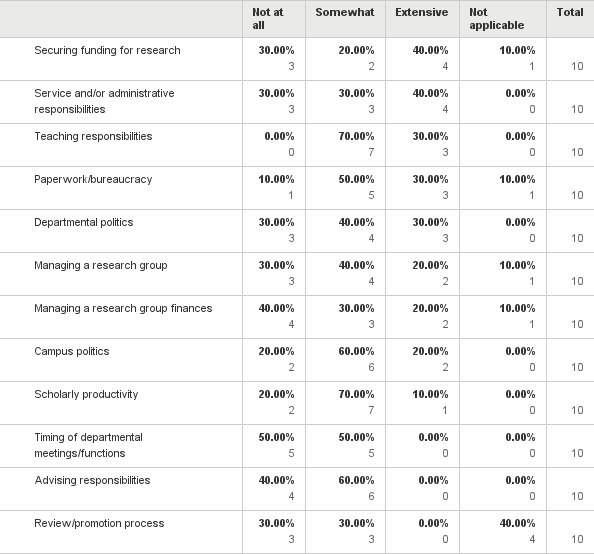 Not at all Somewhat Extensive Not applicable Total
Securing funding for research 30.00% 20.00% 40.00% 10.00%
3 2 4 1 10
Service and/or administrative 30.00% 30.00% 40.00% 0.00%
responsibilities 3 3 4 0 10
Teaching responsibilities 0.00% 70.00% 30.00% 0.00%
0 7 3 0 10
Paperwork/bureaucracy 10.00% 50.00% 30.00% 10.00%
1 5 3 1 10
Departmental politics 30.00% 40.00% 30.00% 0.00%
3 4 3 0 10
Managing a research group 30.00% 40.00% 20.00% 10.00%
3 4 2 1 10
Managing a research group finances 40.00% 30.00% 20.00% 10.00%
4 3 2 1 10
Campus politics 20.00% 60.00% 20.00% 0.00%
2 6 2 0 10
Scholarly productivity 20.00% 70.00% 10.00% 0.00%
2 7 1 0 10
Timing of departmental 50.00% 50.00% 0.00% 0.00%
meetings/functions 5 5 0 0 10
Advising responsibilities 40.00% 60.00% 0.00% 0.00%
4 6 0 0 10
Review/promotion process 30.00% 30.00% 0.00% 40.00%
3 3 0 4 10